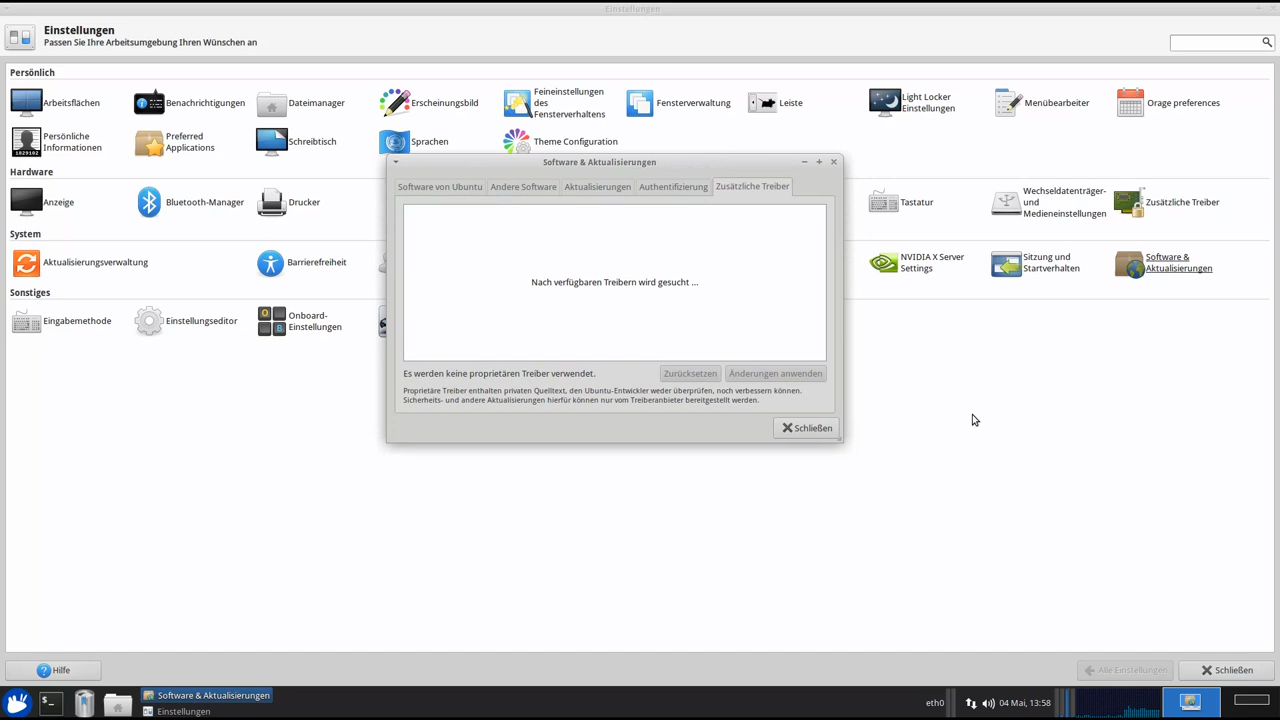 Einstellungen
Einstellungen
Passen Sie Ihre Arbeitsumgebung Ihren Wünschen an
Persönlich
Arbeitsflächen
Benachrichtigungen
Dateimanager
Erscheinungsbild
Feineinstellungen
des
Fensterverhaltens
Fensterverwaltung
Leiste
Light Locker
Einstellungen
Menübearbeiter
Orage preferences
Persönliche
Informationen
Preferred
Applications
Schreibtisch
Sprachen
Theme Configuration
Hardware
Anzeige
Bluetooth-Manager
Drucker
Tastatur
Wechseldatenträger-
und
Medieneinstellungen
Zusätzliche Treiber
System
Aktualisierungsverwaltung
Barrierefreiheit
NVIDIA X Server
Settings
Sitzung und
Startverhalten
Software &
Aktualisierungen
Sonstiges
Eingabemethode
Einstellungseditor
Onboard-
Einstellungen
Software & Aktualisierungen
Software von Ubuntu
Andere Software
Aktualisierungen
Authentifizierung
Zusätzliche Treiber
Nach verfügbaren Treibern wird gesucht ...
Es werden keine proprietären Treiber verwendet.
Zurücksetzen
Änderungen anwenden
Proprietäre Treiber enthalten privaten Quelltext, den Ubuntu-Entwickler weder überprüfen, noch verbessern können.
Sicherheits- und andere Aktualisierungen hierfür können nur vom Treiberanbieter bereitgestellt werden.
Schließen
Hilfe
Alle Einstellungen
Schließen
Software & Aktualisierungen
Einstellungen
eth0
04 Mai, 13:58